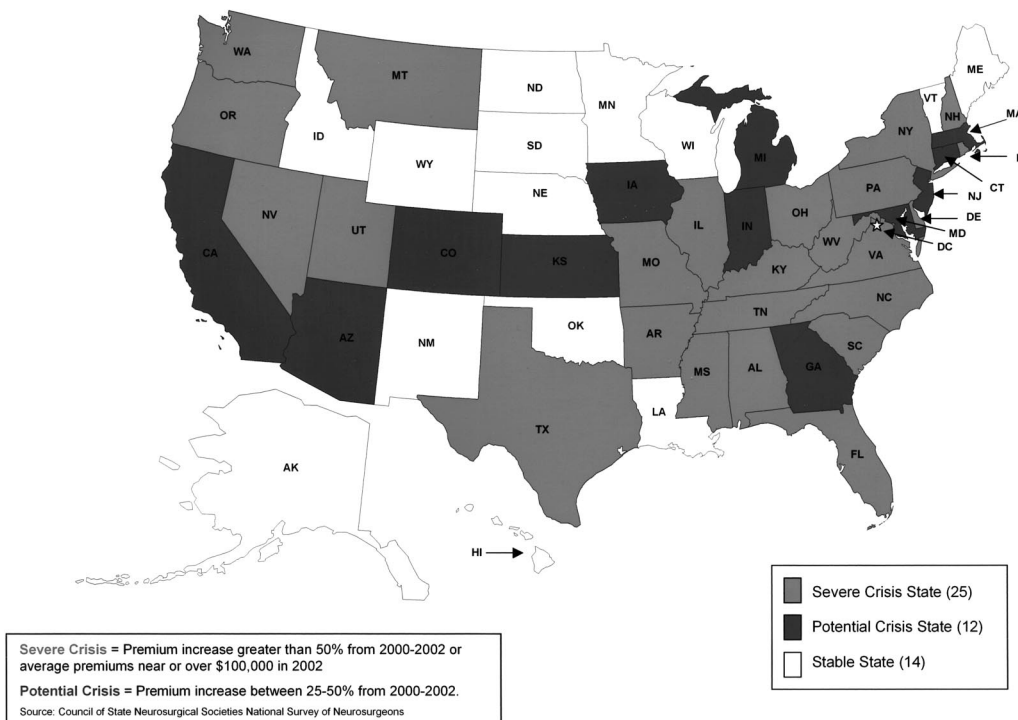 WA
MT
ND
MN
ME
VT
NH
MA
OR
ID
SD
WI
NY
WY
MI
CT
NE
IA
PA
NJ
NV
UT
IL
IN
OH
DE
MD
DC
CA
CO
KS
MO
WV
VA
KY
NC
TN
AZ
NM
OK
AR
SC
MS
AL
GA
LA
TX
FL
AK
HI
Severe Crisis State (25)
Potential Crisis State (12)
Stable State (14)
Severe Crisis = Premium increase greater than 50% from 2000-2002 or
average premiums near or over $100,000 in 2002
Potential Crisis = Premium increase between 25-50% from 2000-2002.
Source: Council of State Neurosurgical Societies National Survey of Neurosurgeons